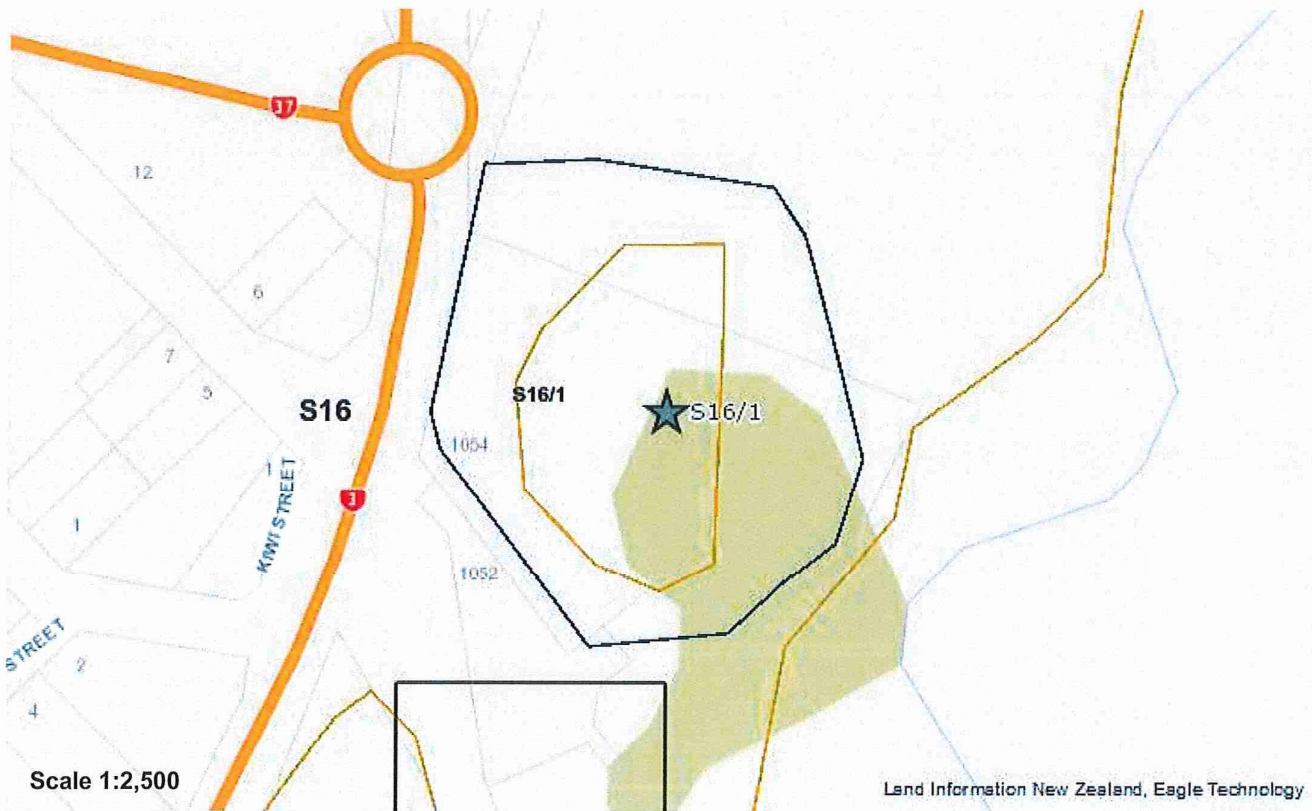 37
12
6
7
5
S16/1
S16
S16/1
1054
1
3
KIWI STREET
1
1052
STREET
2
4
Scale 1:2,500
Land Information New Zealand, Eagle Technology